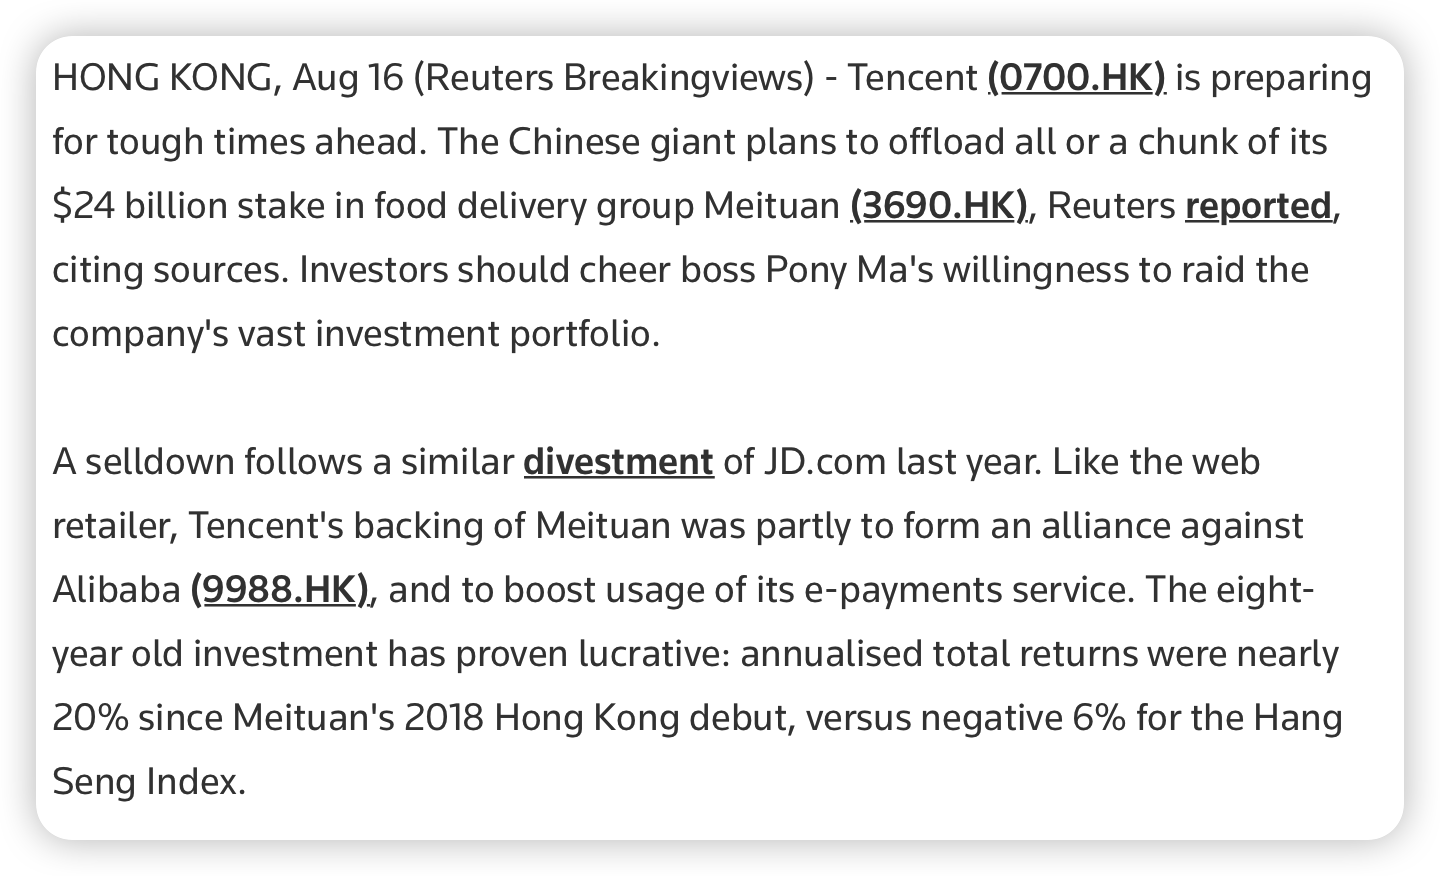 HONG KONG, Aug 16 (Reuters Breakingviews) - Tencent (0700.HK) is preparing
for tough times ahead. The Chinese giant plans to offload all or a chunk of its
$24 billion stake in food delivery group Meituan (3690.HK), Reuters reported,
citing sources. Investors should cheer boss Pony Ma's willingness to raid the
company's vast investment portfolio.
A selldown follows a similar divestment of JD.com last year. Like the web
retailer, Tencent's backing of Meituan was partly to form an alliance against
Alibaba (9988.HK), and to boost usage of its e-payments service. The eight-
year old investment has proven lucrative: annualised total returns were nearly
20% since Meituan's 2018 Hong Kong debut, versus negative 6% for the Hang
Seng Index.